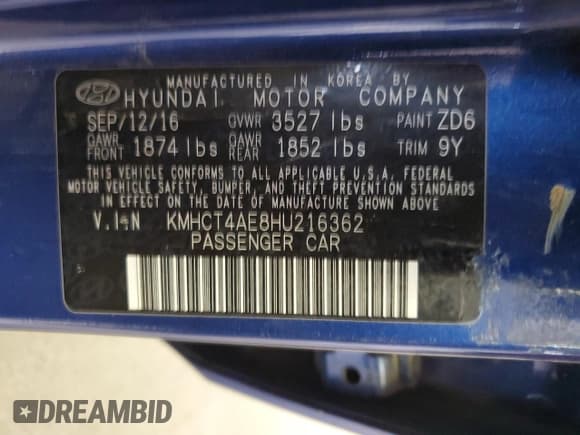 MANUFACTURED IN KOREA BY
HYUNDAI MOTOR COMPANY
SEP/12/16 GVWR 3527 lbs PAINT ZD6
GAWR FRONT 1874 lbs GAWR REAR 1852 lbs TRIM 9Y
THIS VEHICLE CONFORMS TO ALL APPLICABLE U.S.A. FEDERAL
MOTOR VEHICLE SAFETY, BUMPER, AND THEFT PREVENTION STANDARDS
IN EFFECT ON THE DATE OF MANUFACTURE SHOWN ABOVE.
V.I.N KMHCT4AE8HU216362
PASSENGER CAR
DREAMBID